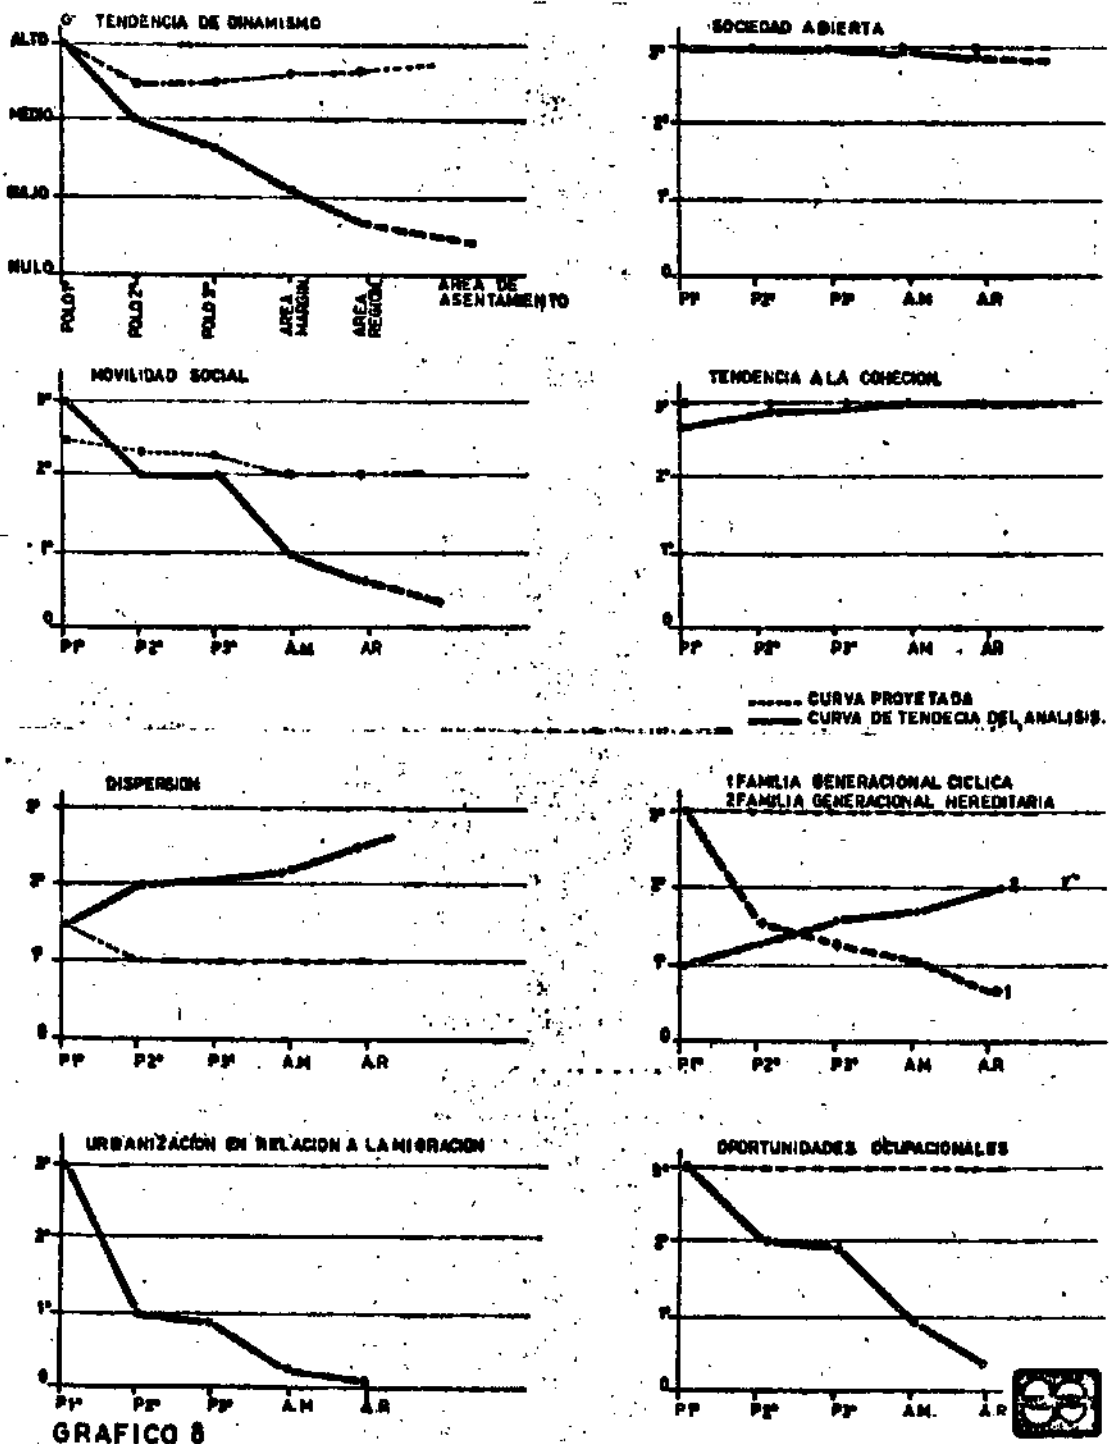 G- TENDENCIA DE DINAMISMO
ALTO
MEDIO
BAJO
NULO
POLO 1º
POLO 2º
POLO 3º
AREA MARGIN.
AREA REGION.
AREA DE
ASENTAMIENTO
SOCIEDAD ABIERTA
3º
2º
1º
0
P1º P2º P3º A.M A.R
MOVILIDAD SOCIAL
3º
2º
1º
0
P1º P2º P3º A.M A.R
TENDENCIA A LA COHECION.
3º
2º
1º
0
P1º P2º P3º A.M. A.R
CURVA PROYETADA
CURVA DE TENDECIA DEL ANALISIS.
DISPERSION
3º
2º
1º
0
P1º P2º P3º A.M A.R
1 FAMILIA GENERACIONAL CICLICA
2 FAMILIA GENERACIONAL HEREDITARIA
3º
2º
1º
0
2
1
P1º P2º P3º A.M A.R
URBANIZACION EN RELACION A LA MIGRACION
3º
2º
1º
0
P1º P2º P3º A.M A.R
OPORTUNIDADES OCUPACIONALES
3º
2º
1º
0
P1º P2º P3º A.M. A.R
GRAFICO 8